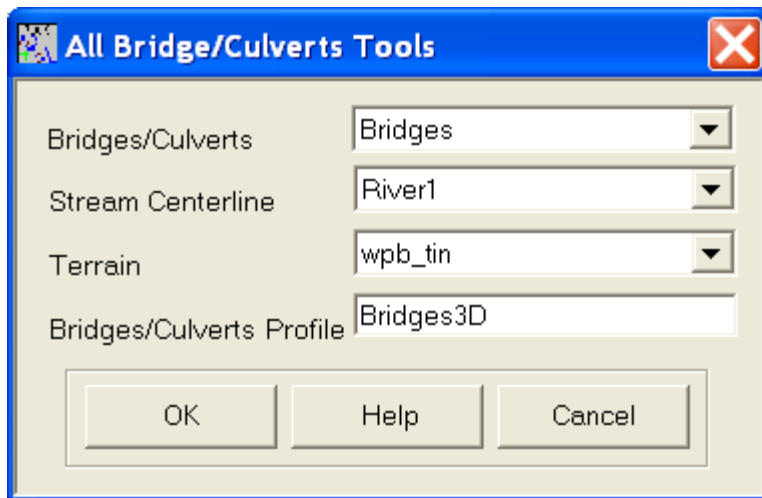 All Bridge/Culverts Tools
Bridges/Culverts Bridges
Stream Centerline River1
Terrain wpb_tin
Bridges/Culverts Profile Bridges3D
OK Help Cancel